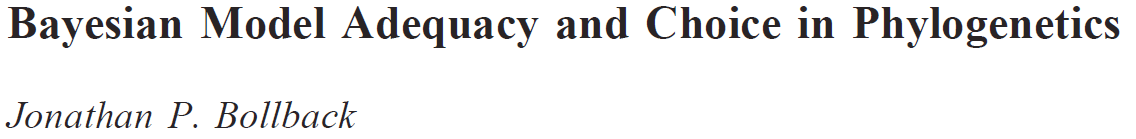 Bayesian Model Adequacy and Choice in Phylogenetics
Jonathan P. Bollback